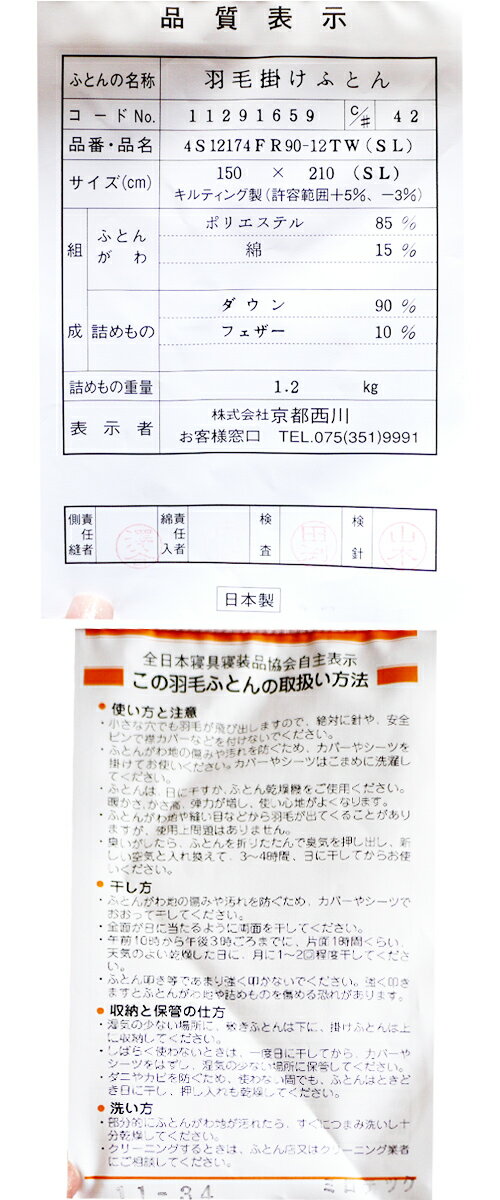 品質表示
ふとんの名称 羽毛掛けふとん
コードNo. 11291659 C/# 42
品番・品名 4S12174FR90-12TW(SL)
サイズ(cm) 150 × 210 (SL)
キルティング製(許容範囲+5%、-3%)
組成 ふとんがわ ポリエステル 85%
綿 15%
詰めもの ダウン 90%
フェザー 10%
詰めもの重量 1.2 kg
表示者 株式会社 京都西川
お客様窓口 TEL.075(351)9991
側責任縫者 綿責任入者 検査 検針
日本製
全日本寝具寝装品協会自主表示
この羽毛ふとんの取扱い方法
●使い方と注意
・小さな穴でも羽毛が飛び出しますので、絶対に針や、安全
ピンで襟カバーなどを付けないでください。
・ふとんがわ地の傷みや汚れを防ぐため、カバーやシーツを
掛けてお使いください。カバーやシーツはこまめに洗濯し
てください。
・ふとんは、日に干すか、ふとん乾燥機をご使用ください。
暖かさ、かさ高、弾力が増し、使い心地がよくなります。
・ふとんがわ地や縫い目などから羽毛が出てくることがあり
ますが、使用上問題はありません。
・臭いがしたら、ふとんを折りたたんで臭気を押し出し、新
しい空気と入れ換えて、3〜4時間、日に干してからお使
いください。
●干し方
・ふとんがわ地の傷みや汚れを防ぐため、カバーやシーツで
おおって干してください。
・全面が日に当たるように両面を干してください。
・午前10時から午後3時ごろまでに、片面1時間くらい、
天気のよい乾燥した日に、月に1〜2回程度干してくださ
い。
・ふとん叩き等であまり強く叩かないでください。強く叩き
ますとふとんがわ地や詰めものを傷める恐れがあります。
●収納と保管の仕方
・湿気の少ない場所に、敷きふとんは下に、掛けふとんは上
に収納してください。
・しばらく使わないときは、一度日に干してから、カバーや
シーツをはずし、湿気の少ない場所に保管してください。
・ダニやカビを防ぐため、使わない間でも、ふとんはときど
き日に干し、押し入れも乾燥してください。
●洗い方
・部分的にふとんがわ地が汚れたら、すぐにつまみ洗いし十
分乾燥してください。
・クリーニングするときは、ふとん店又はクリーニング業者
にご相談してください。
11-34